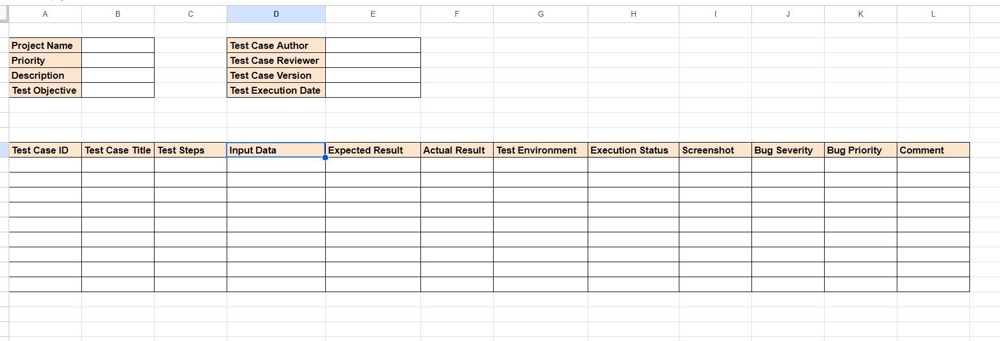 A B C D E F G H I J K L
Project Name Test Case Author
Priority Test Case Reviewer
Description Test Case Version
Test Objective Test Execution Date
Test Case ID Test Case Title Test Steps Input Data Expected Result Actual Result Test Environment Execution Status Screenshot Bug Severity Bug Priority Comment